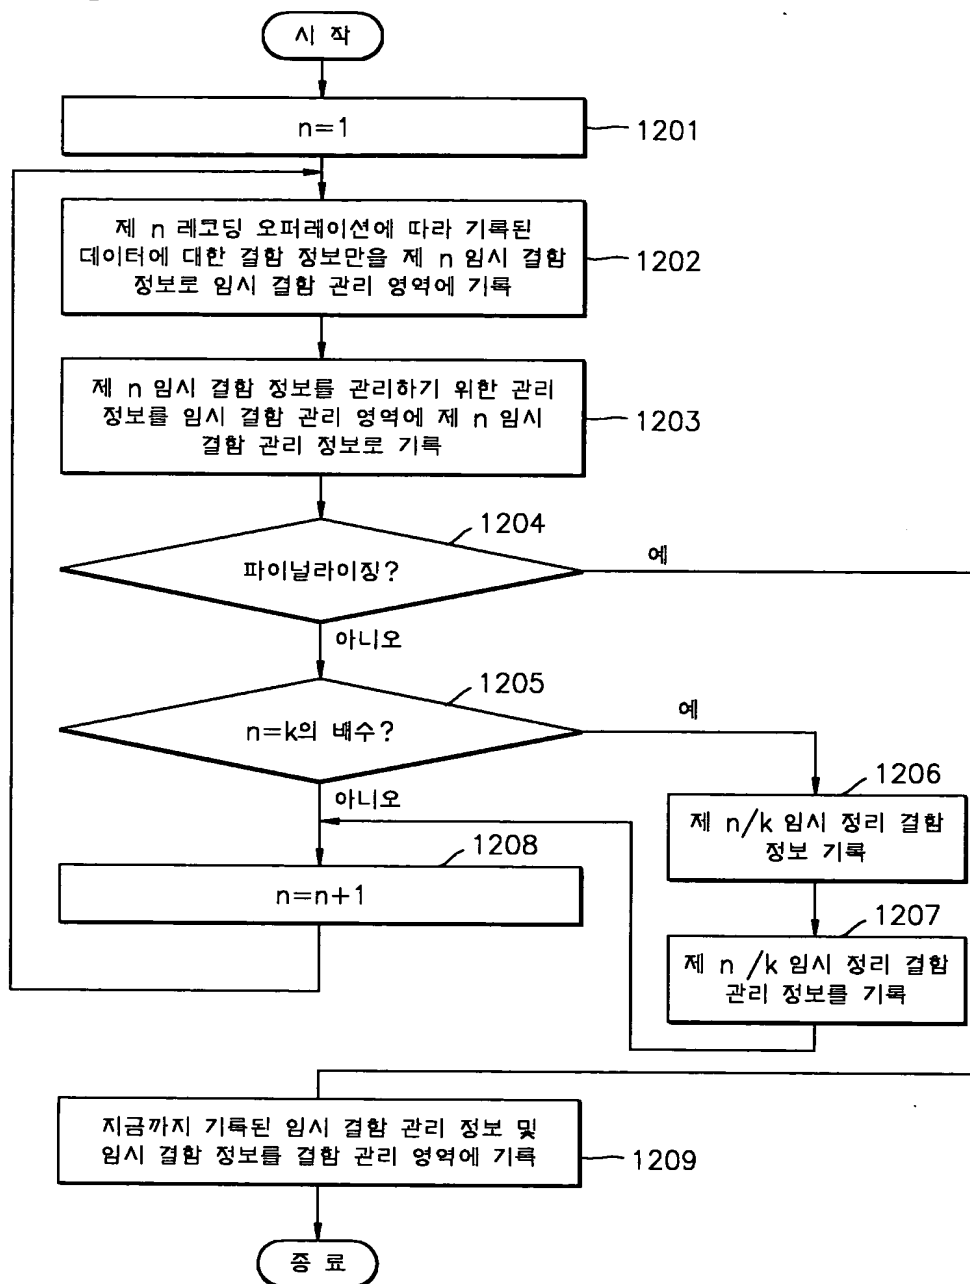 시 작
n=1
1201
제 n 레코딩 오퍼레이션에 따라 기록된
데이터에 대한 결함 정보만을 제 n 임시 결함
정보로 임시 결함 관리 영역에 기록
1202
제 n 임시 결함 정보를 관리하기 위한 관리
정보를 임시 결함 관리 영역에 제 n 임시
결함 관리 정보로 기록
1203
1204
파이널라이징?
예
아니오
1205
n=k의 배수?
예
아니오
1206
제 n/k 임시 정리 결함
정보 기록
1207
제 n /k 임시 정리 결함
관리 정보를 기록
1208
n=n+1
지금까지 기록된 임시 결함 관리 정보 및
임시 결함 정보를 결함 관리 영역에 기록
1209
종 료